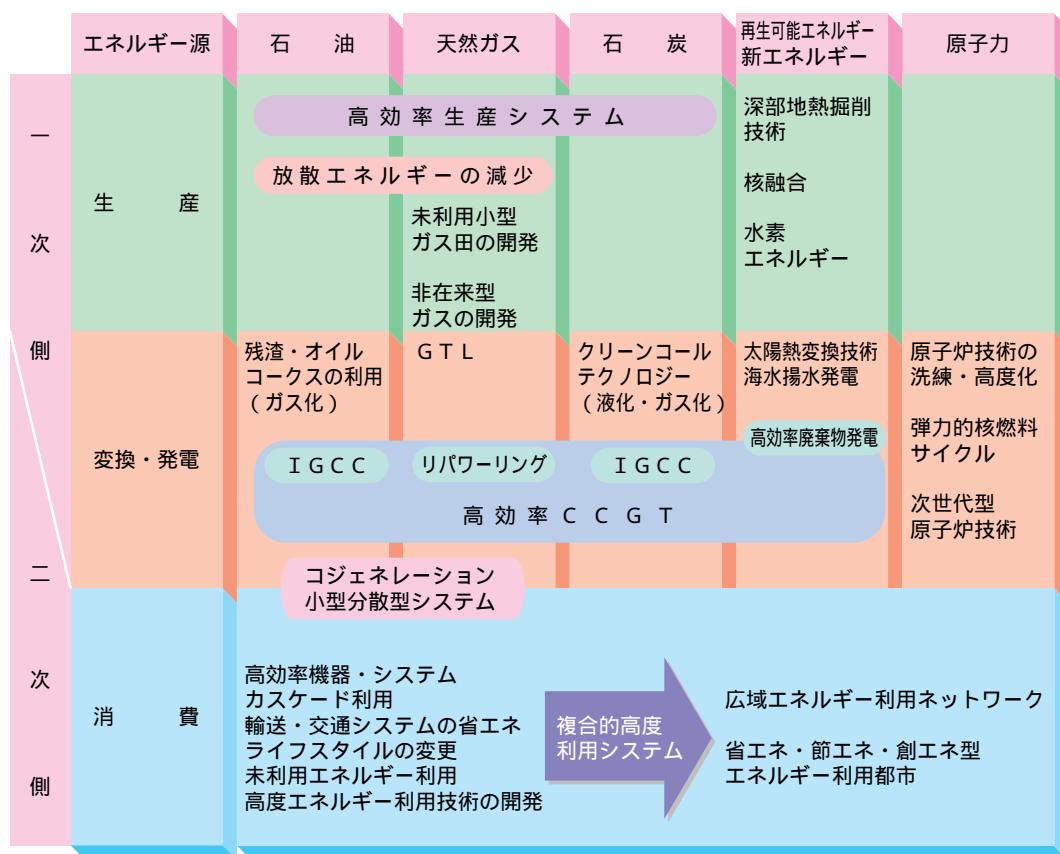 エネルギー源
石 油
天然ガス
石 炭
再生可能エネルギー
新エネルギー
原子力
一次側
二次側
生 産
高効率生産システム
放散エネルギーの減少
未利用小型
ガス田の開発
非在来型
ガスの開発
深部地熱掘削
技術
核融合
水素
エネルギー
変換・発電
残渣・オイル
コークスの利用
(ガス化)
GTL
クリーンコール
テクノロジー
(液化・ガス化)
太陽熱変換技術
海水揚水発電
高効率廃棄物発電
原子炉技術の
洗練・高度化
弾力的核燃料
サイクル
次世代型
原子炉技術
IGCC
リパワーリング
IGCC
高効率CCGT
コジェネレーション
小型分散型システム
消 費
高効率機器・システム
カスケード利用
輸送・交通システムの省エネ
ライフスタイルの変更
未利用エネルギー利用
高度エネルギー利用技術の開発
複合的高度
利用システム
広域エネルギー利用ネットワーク
省エネ・節エネ・創エネ型
エネルギー利用都市